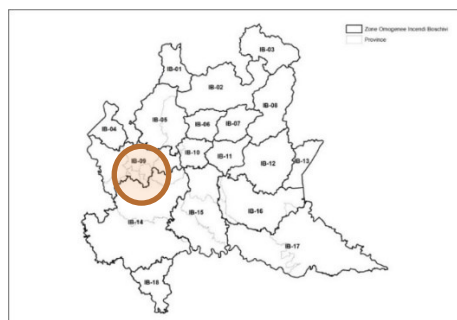 Zone Omogenee Incendi Boschivi
Province
IB-03
IB-01
IB-02
IB-08
IB-05
IB-04
IB-06
IB-07
IB-10
IB-09
IB-11
IB-12
IB-13
IB-14
IB-15
IB-16
IB-17
IB-18